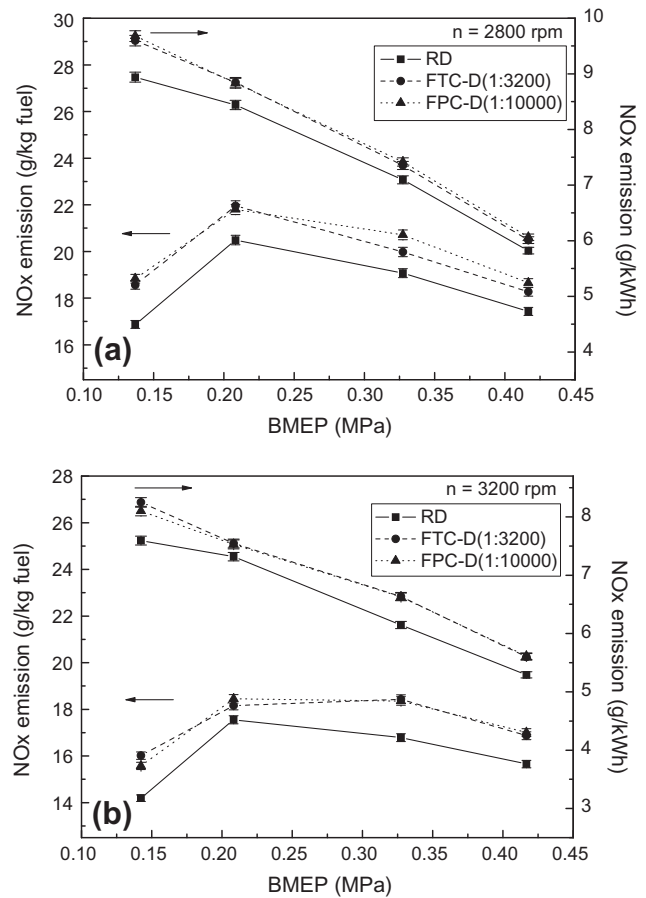 n = 2800 rpm
RD
FTC-D(1:3200)
FPC-D(1:10000)
NOx emission (g/kg fuel)
30
28
26
24
22
20
18
16
NOx emission (g/kWh)
10
9
8
7
6
5
4
(a)
0.10 0.15 0.20 0.25 0.30 0.35 0.40 0.45
BMEP (MPa)
n = 3200 rpm
RD
FTC-D(1:3200)
FPC-D(1:10000)
NOx emission (g/kg fuel)
28
26
24
22
20
18
16
14
NOx emission (g/kWh)
8
7
6
5
4
3
(b)
0.10 0.15 0.20 0.25 0.30 0.35 0.40 0.45
BMEP (MPa)